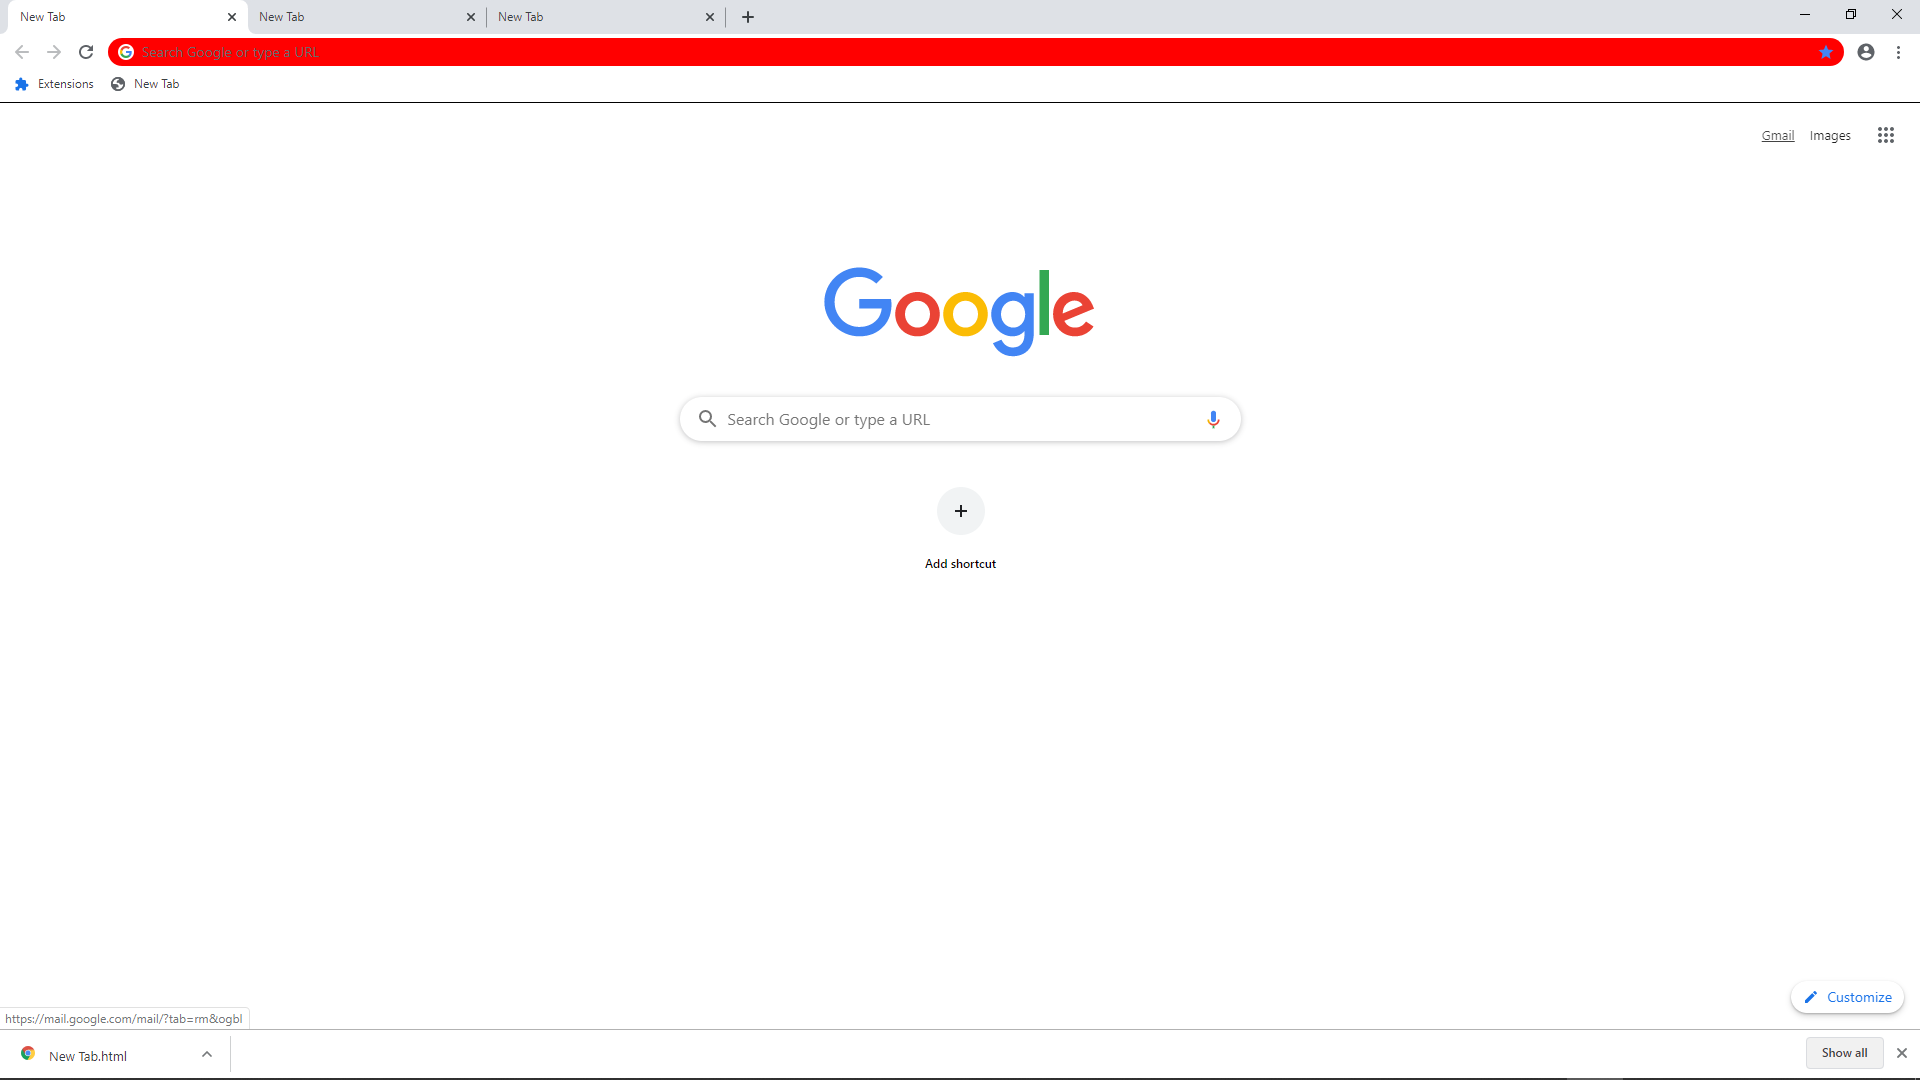 New Tab
New Tab
New Tab
Search Google or type a URL
Extensions
New Tab
Gmail
Images
Google
Search Google or type a URL
Add shortcut
Customize
https://mail.google.com/mail/?tab=rm&ogbl
New Tab.html
Show all